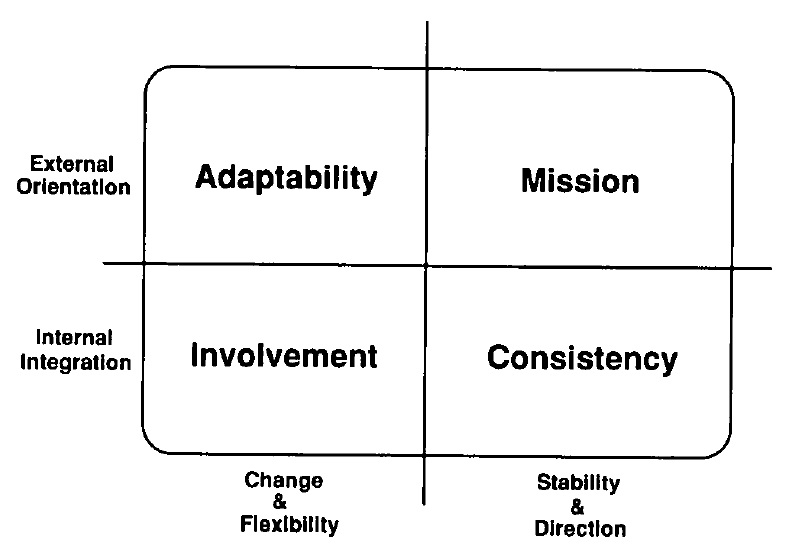 External
Orientation
Adaptability
Mission
Internal
Integration
Involvement
Consistency
Change
&
Flexibility
Stability
&
Direction